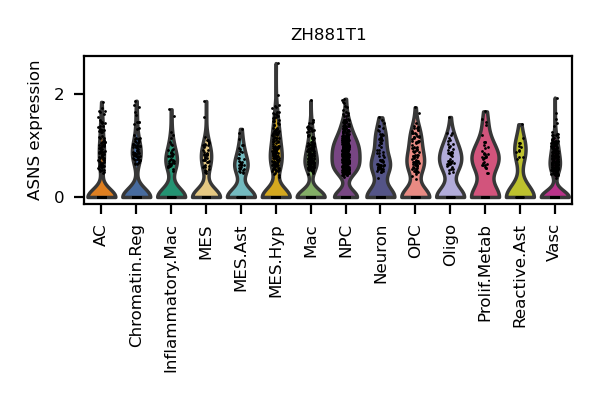 ZH881T1
ASNS expression
2
0
AC
Chromatin.Reg
Inflammatory.Mac
MES
MES.Ast
MES.Hyp
Mac
NPC
Neuron
OPC
Oligo
Prolif.Metab
Reactive.Ast
Vasc